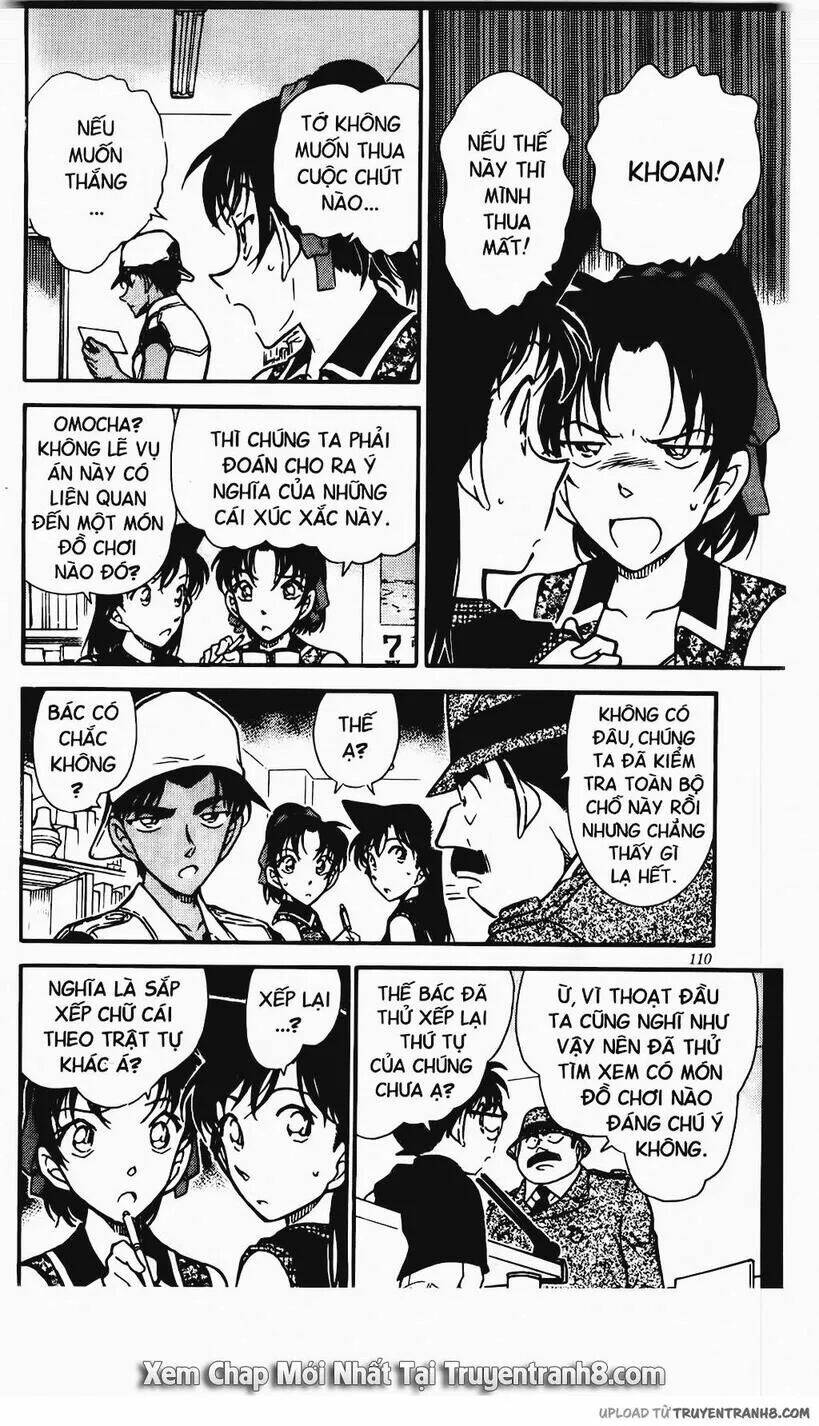 KHOAN!
NẾU THẾ
NÀY THÌ
MÌNH
THUA
MẤT!
TỚ KHÔNG
MUỐN THUA
CUỘC CHÚT
NÀO...
NẾU
MUỐN
THẮNG
...
THÌ CHÚNG TA PHẢI
ĐOÁN CHO RA Ý
NGHĨA CỦA NHỮNG
CÁI XÚC XẮC NÀY.
OMOCHA?
KHÔNG LẼ VỤ
ÁN NÀY CÓ
LIÊN QUAN
ĐẾN MỘT MÓN
ĐỒ CHƠI
NÀO ĐÓ?
7
KHÔNG CÓ
ĐÂU, CHÚNG
TA ĐÃ KIỂM
TRA TOÀN BỘ
CHỖ NÀY RỒI
NHƯNG CHẲNG
THẤY GÌ
LẠ HẾT.
THẾ
Ạ?
BÁC CÓ
CHẮC
KHÔNG
?
110
Ừ, VÌ THOẠT ĐẦU
TA CŨNG NGHĨ NHƯ
VẬY NÊN ĐÃ THỬ
TÌM XEM CÓ MÓN
ĐỒ CHƠI NÀO
ĐÁNG CHÚ Ý
KHÔNG.
THẾ BÁC ĐÃ
THỬ XẾP LẠI
THỨ TỰ
CỦA CHÚNG
CHƯA Ạ?
XẾP LẠI
...?
NGHĨA LÀ SẮP
XẾP CHỮ CÁI
THEO TRẬT TỰ
KHÁC Á?
Xem Chap Mới Nhất Tại Truyentranh8.com
UPLOAD TỪ TRUYENTRANH8.COM